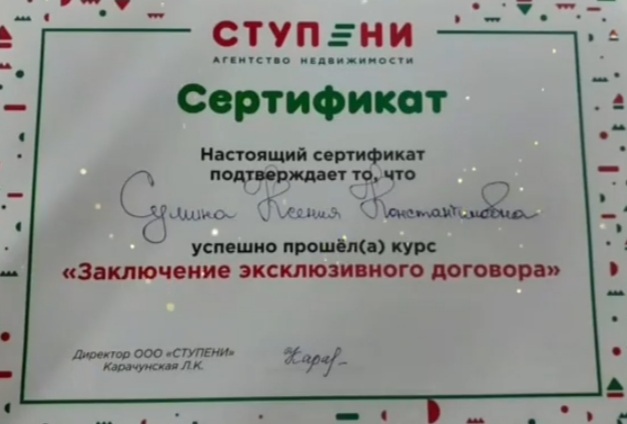 СТУПЕНИ
АГЕНТСТВО НЕДВИЖИМОСТИ
Сертификат
Настоящий сертификат
подтверждает то, что
Сулина Ксения Константиновна
успешно прошёл(а) курс
«Заключение эксклюзивного договора»
Директор ООО «СТУПЕНИ»
Карачунская Л.К.